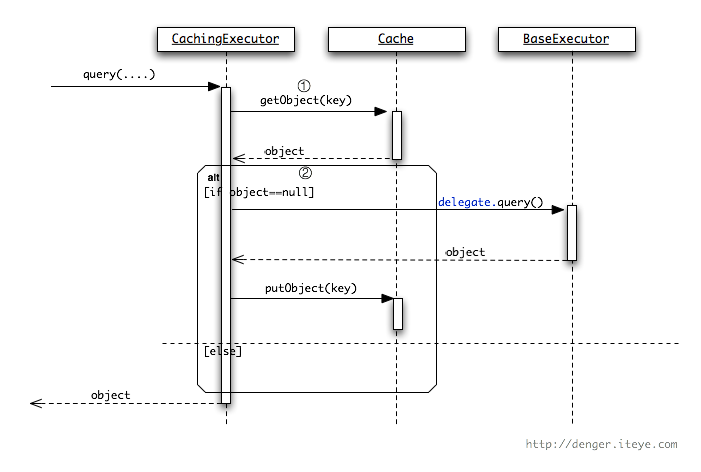 CachingExecutor
Cache
BaseExecutor
query(....)
①
getObject(key)
object
②
alt
[if object==null]
delegate.query()
object
putObject(key)
[else]
object
http://denger.iteye.com